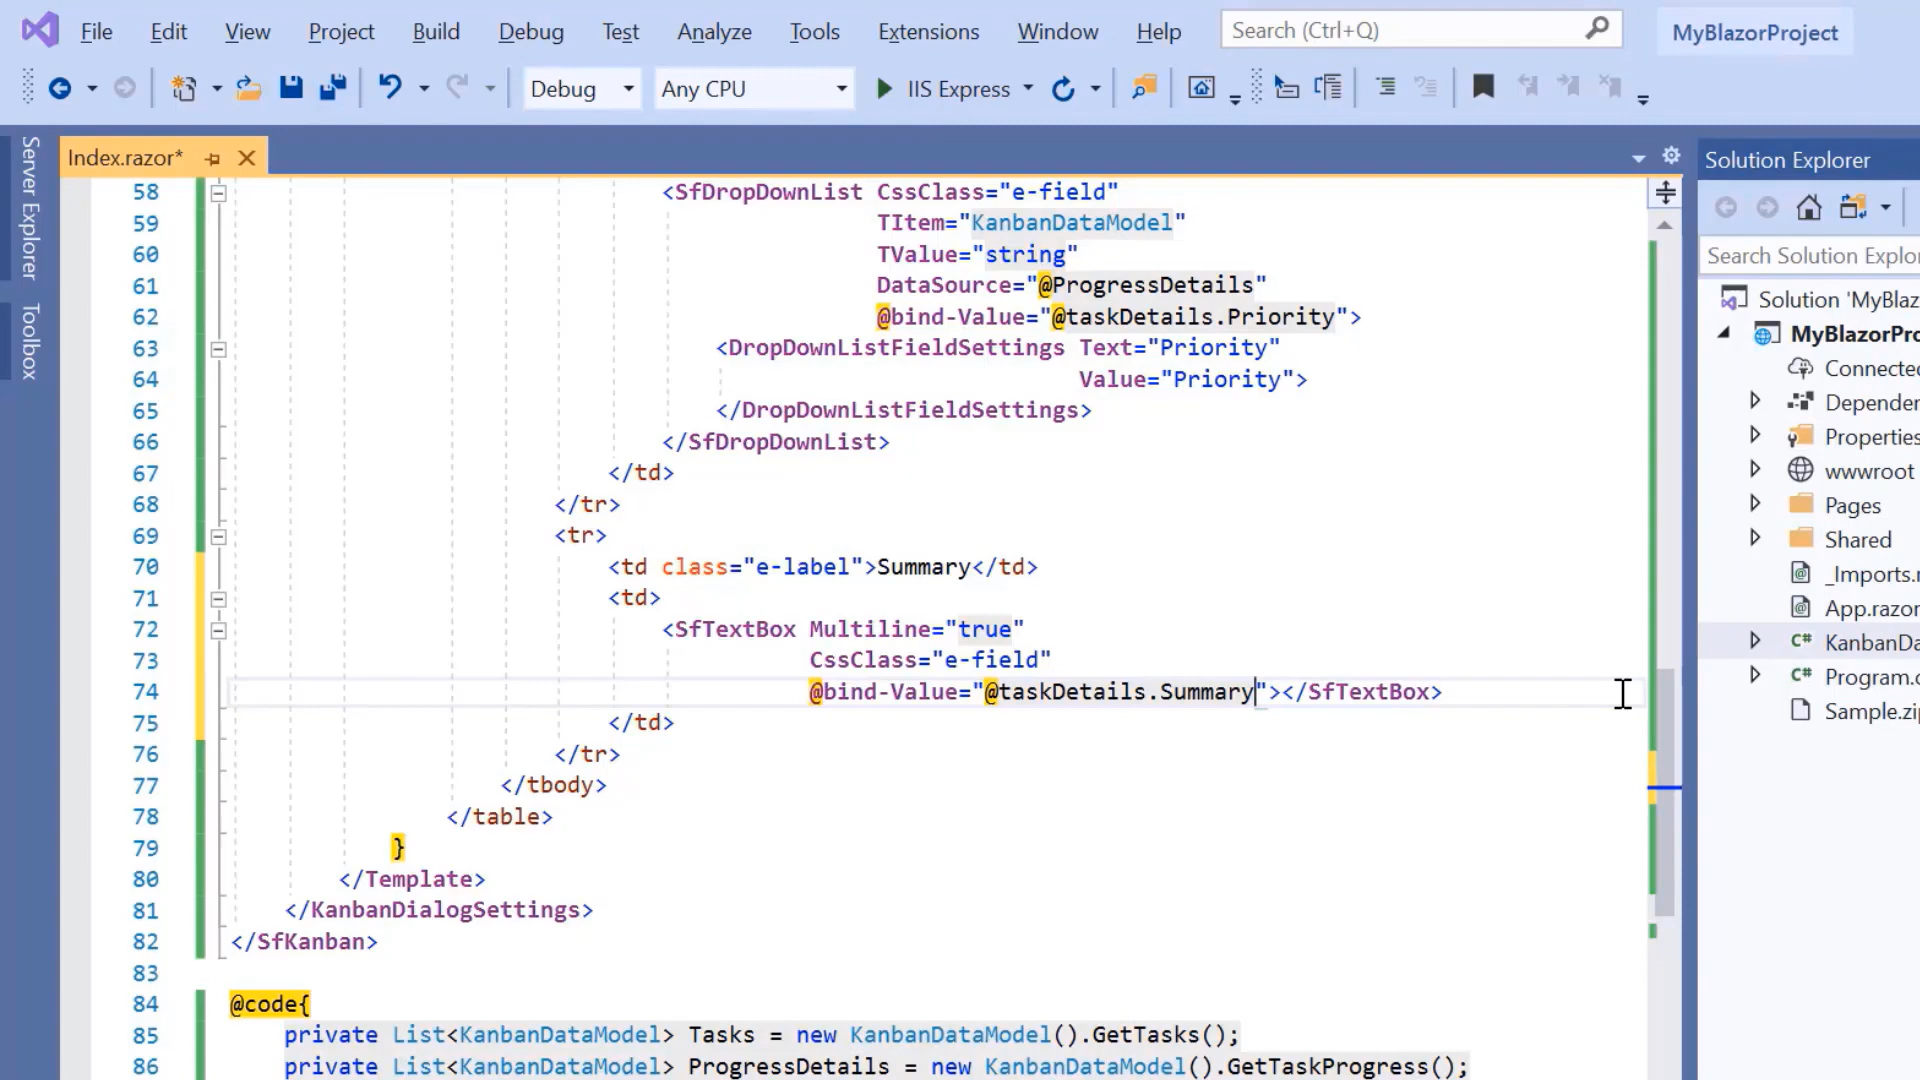 File Edit View Project Build Debug Test Analyze Tools Extensions Window Help Search (Ctrl+Q) MyBlazorProject
Debug Any CPU IIS Express
Server Explorer
Toolbox
Index.razor*
58 <SfDropDownList CssClass="e-field"
59 TItem="KanbanDataModel"
60 TValue="string"
61 DataSource="@ProgressDetails"
62 @bind-Value="@taskDetails.Priority">
63 <DropDownListFieldSettings Text="Priority"
64 Value="Priority">
65 </DropDownListFieldSettings>
66 </SfDropDownList>
67 </td>
68 </tr>
69 <tr>
70 <td class="e-label">Summary</td>
71 <td>
72 <SfTextBox Multiline="true"
73 CssClass="e-field"
74 @bind-Value="@taskDetails.Summary"></SfTextBox>
75 </td>
76 </tr>
77 </tbody>
78 </table>
79 }
80 </Template>
81 </KanbanDialogSettings>
82 </SfKanban>
83
84 @code{
85 private List<KanbanDataModel> Tasks = new KanbanDataModel().GetTasks();
86 private List<KanbanDataModel> ProgressDetails = new KanbanDataModel().GetTaskProgress();
Solution Explorer
Search Solution Explo
Solution 'MyBlaz
MyBlazorPro
Connected
Depender
Properties
wwwroot
Pages
Shared
_Imports.r
App.razor
C# KanbanDa
C# Program.c
Sample.zip